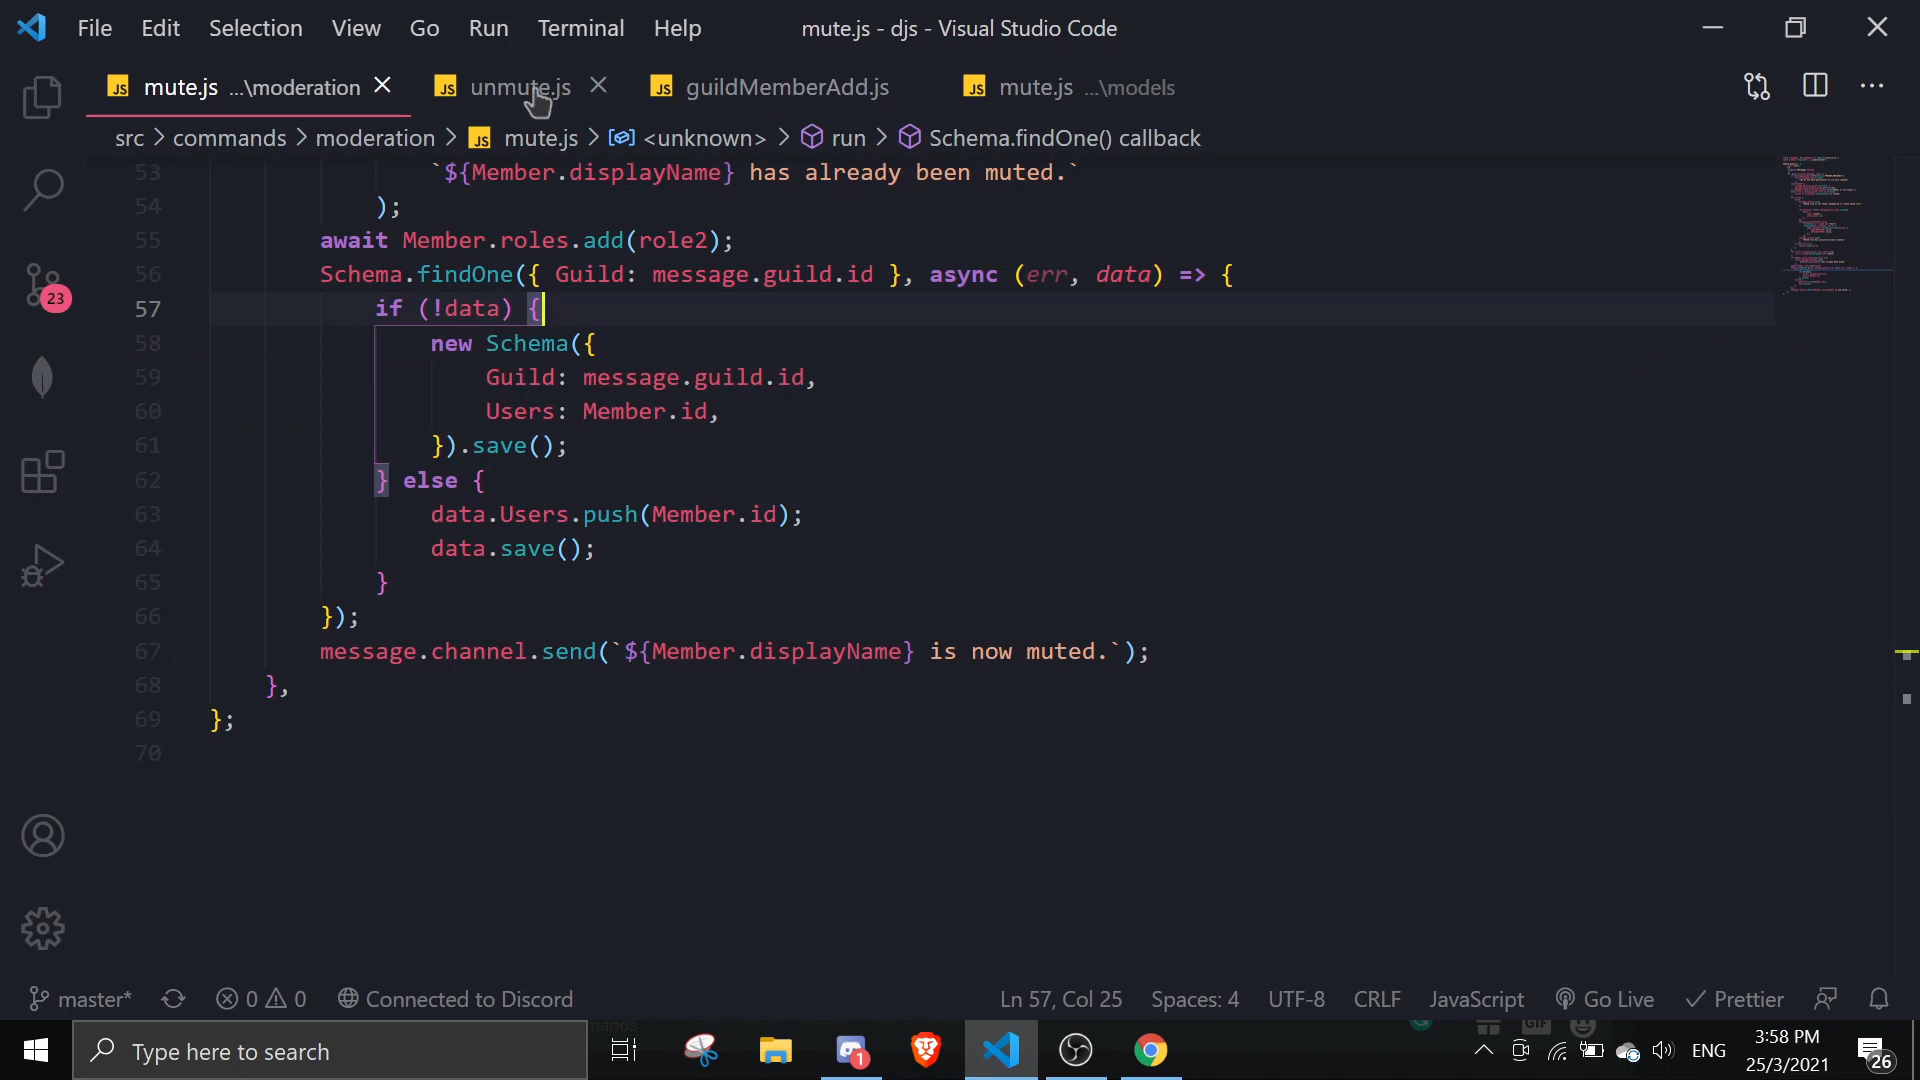 File Edit Selection View Go Run Terminal Help mute.js - djs - Visual Studio Code
JS mute.js ...\moderation JS unmute.js JS guildMemberAdd.js JS mute.js ...\models
src > commands > moderation > JS mute.js > <unknown> > run > Schema.findOne() callback
53 `${Member.displayName} has already been muted.`
54 );
55 await Member.roles.add(role2);
56 Schema.findOne({ Guild: message.guild.id }, async (err, data) => {
57 if (!data) {
58 new Schema({
59 Guild: message.guild.id,
60 Users: Member.id,
61 }).save();
62 } else {
63 data.Users.push(Member.id);
64 data.save();
65 }
66 });
67 message.channel.send(`${Member.displayName} is now muted.`);
68 },
69 };
70
23
master* 0 0 Connected to Discord Ln 57, Col 25 Spaces: 4 UTF-8 CRLF JavaScript Go Live Prettier
Type here to search 1 ENG 3:58 PM
25/3/2021 26